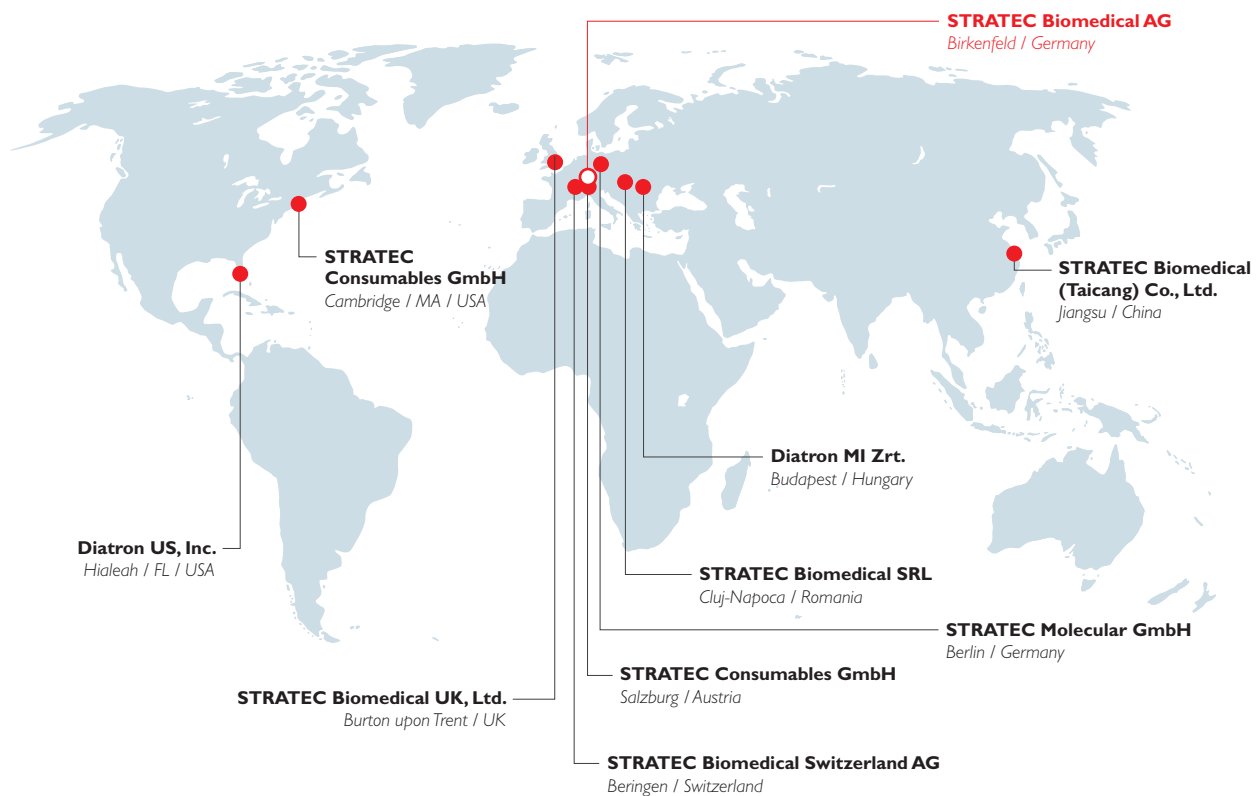 STRATEC Biomedical AG
Birkenfeld / Germany
STRATEC
Consumables GmbH
Cambridge / MA / USA
STRATEC Biomedical
(Taicang) Co., Ltd.
Jiangsu / China
Diatron MI Zrt.
Budapest / Hungary
Diatron US, Inc.
Hialeah / FL / USA
STRATEC Biomedical SRL
Cluj-Napoca / Romania
STRATEC Molecular GmbH
Berlin / Germany
STRATEC Consumables GmbH
Salzburg / Austria
STRATEC Biomedical UK, Ltd.
Burton upon Trent / UK
STRATEC Biomedical Switzerland AG
Beringen / Switzerland